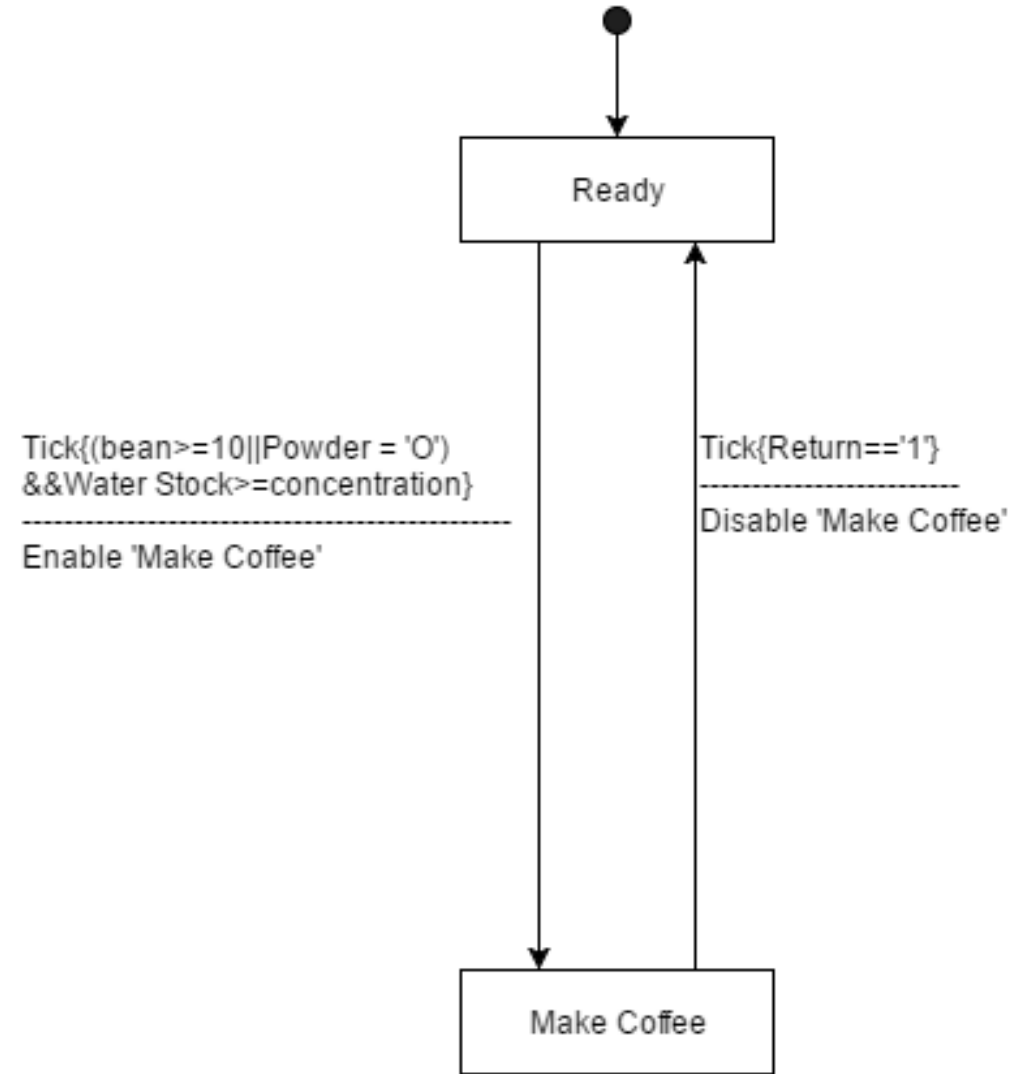 Ready
Tick{(bean>=10||Powder = 'O')
&&Water Stock>=concentration}
Enable 'Make Coffee'
Tick{Return=='1'}
Disable 'Make Coffee'
Make Coffee